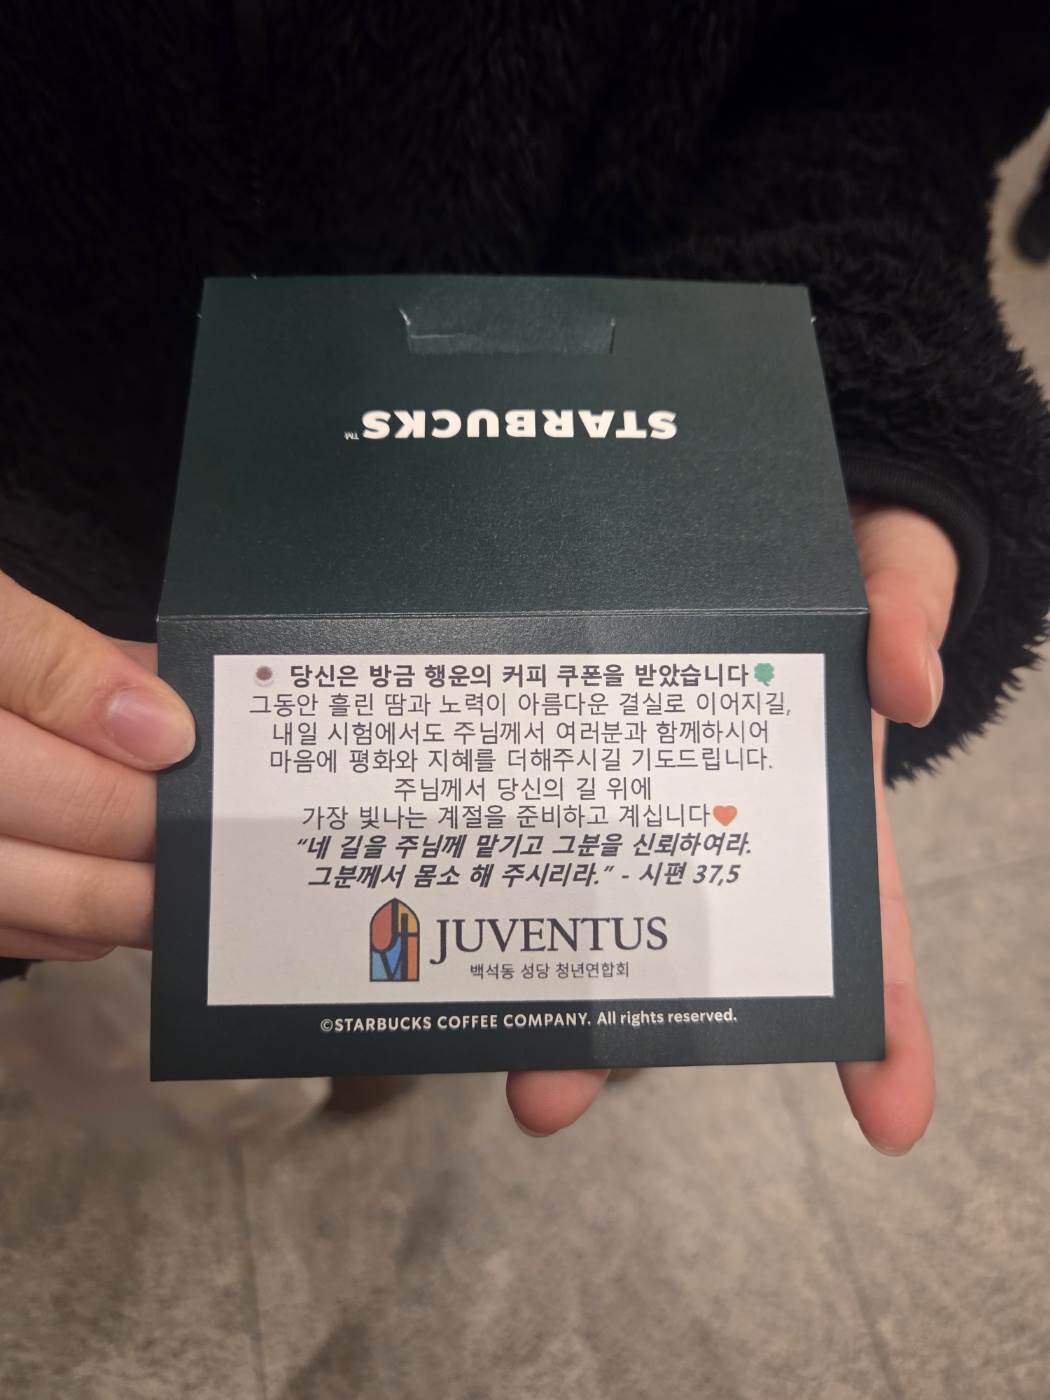 STARBUCKS™
☕ 당신은 방금 행운의 커피 쿠폰을 받았습니다🍀
그동안 흘린 땀과 노력이 아름다운 결실로 이어지길,
내일 시험에서도 주님께서 여러분과 함께하시어
마음에 평화와 지혜를 더해주시길 기도드립니다.
주님께서 당신의 길 위에
가장 빛나는 계절을 준비하고 계십니다❤️
“네 길을 주님께 맡기고 그분을 신뢰하여라.
그분께서 몸소 해 주시리라.” - 시편 37,5
JUVENTUS
백석동 성당 청년연합회
©STARBUCKS COFFEE COMPANY. All rights reserved.